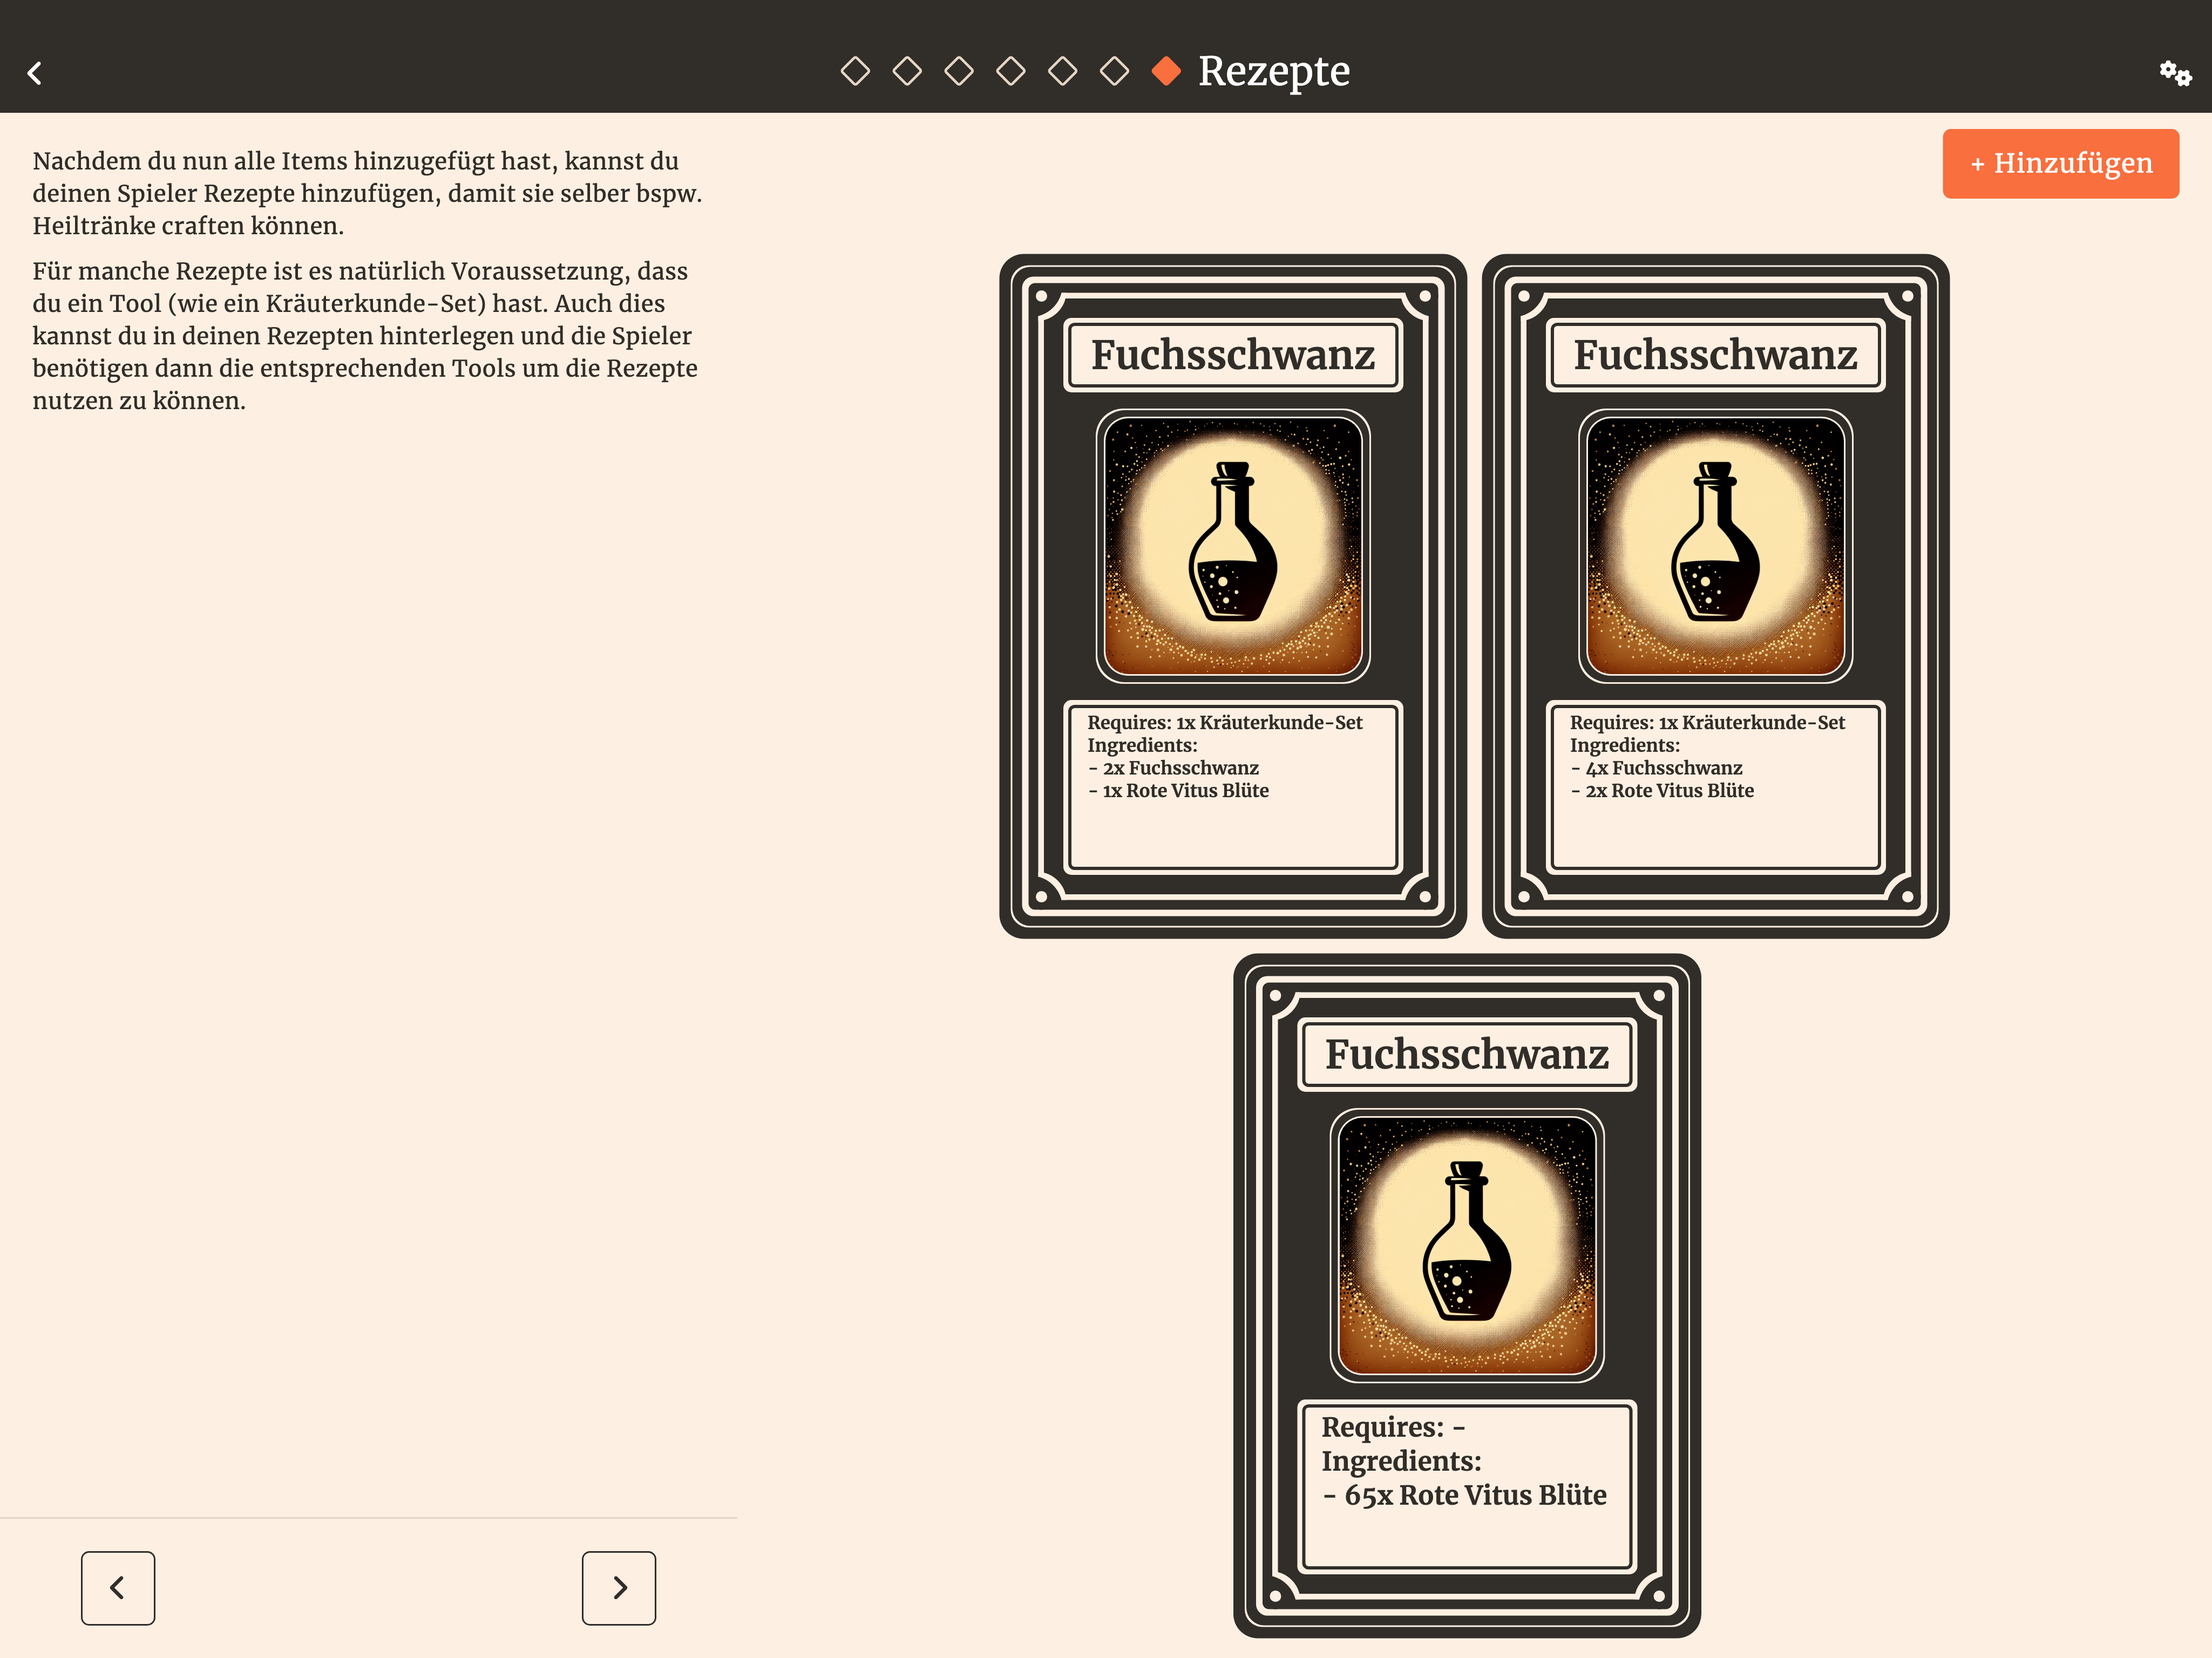 Rezepte
+ Hinzufügen
Nachdem du nun alle Items hinzugefügt hast, kannst du
deinen Spieler Rezepte hinzufügen, damit sie selber bspw.
Heiltränke craften können.
Für manche Rezepte ist es natürlich Voraussetzung, dass
du ein Tool (wie ein Kräuterkunde-Set) hast. Auch dies
kannst du in deinen Rezepten hinterlegen und die Spieler
benötigen dann die entsprechenden Tools um die Rezepte
nutzen zu können.
Fuchsschwanz
Requires: 1x Kräuterkunde-Set
Ingredients:
- 2x Fuchsschwanz
- 1x Rote Vitus Blüte
Fuchsschwanz
Requires: 1x Kräuterkunde-Set
Ingredients:
- 4x Fuchsschwanz
- 2x Rote Vitus Blüte
Fuchsschwanz
Requires: -
Ingredients:
- 65x Rote Vitus Blüte